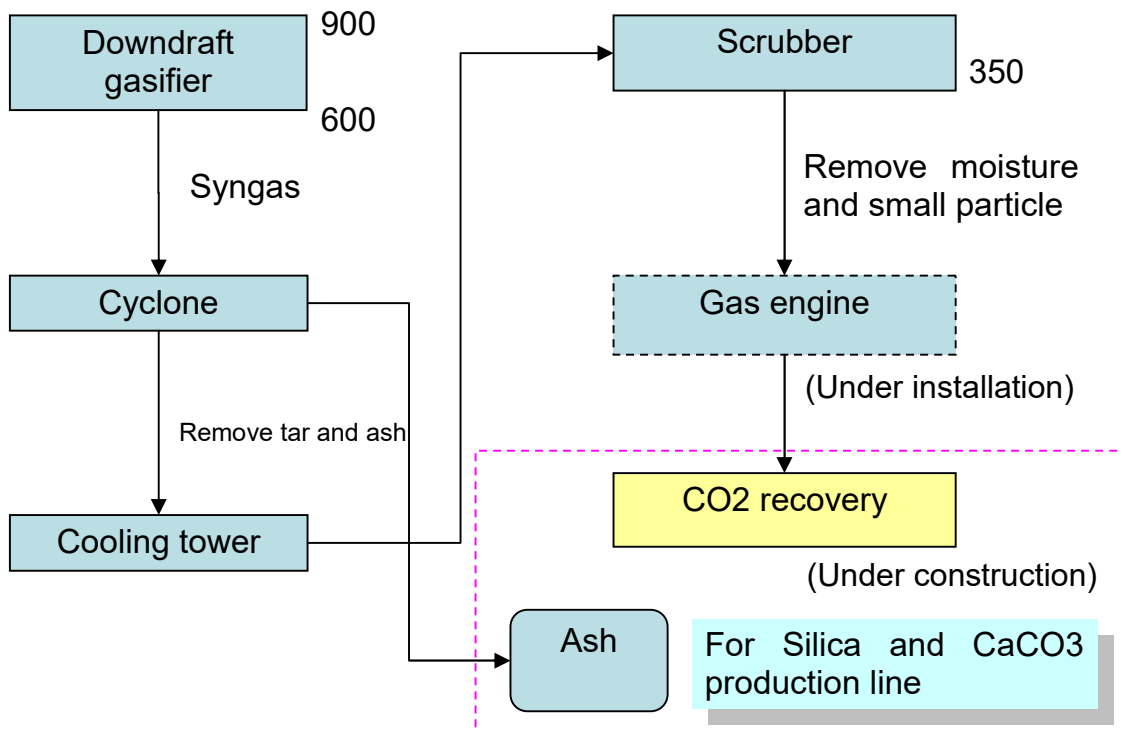 Downdraft
gasifier
900
600
Syngas
Cyclone
Remove tar and ash
Cooling tower
Scrubber
350
Remove moisture
and small particle
Gas engine
(Under installation)
CO2 recovery
(Under construction)
Ash
For Silica and CaCO3
production line